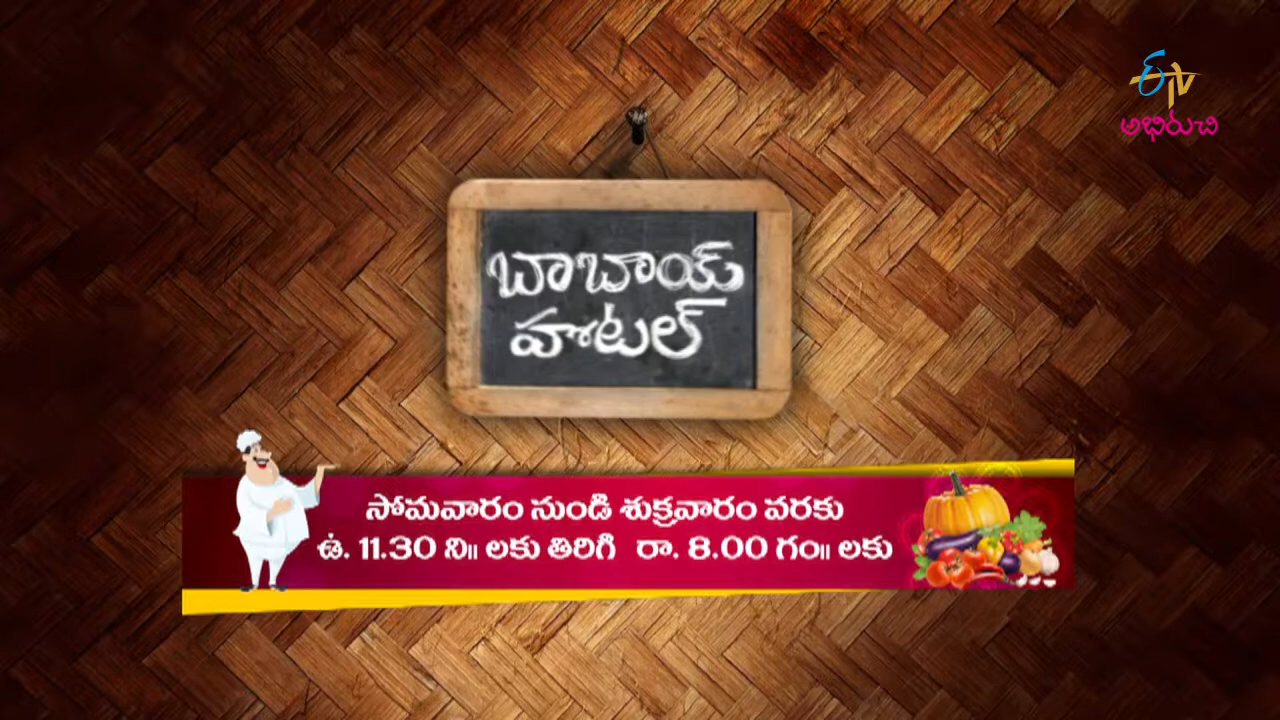 ETV
అభిరుచి
బాబాయ్
హోటల్
సోమవారం నుండి శుక్రవారం వరకు
ఉ. 11.30 ని॥ లకు తిరిగి రా. 8.00 గం॥ లకు